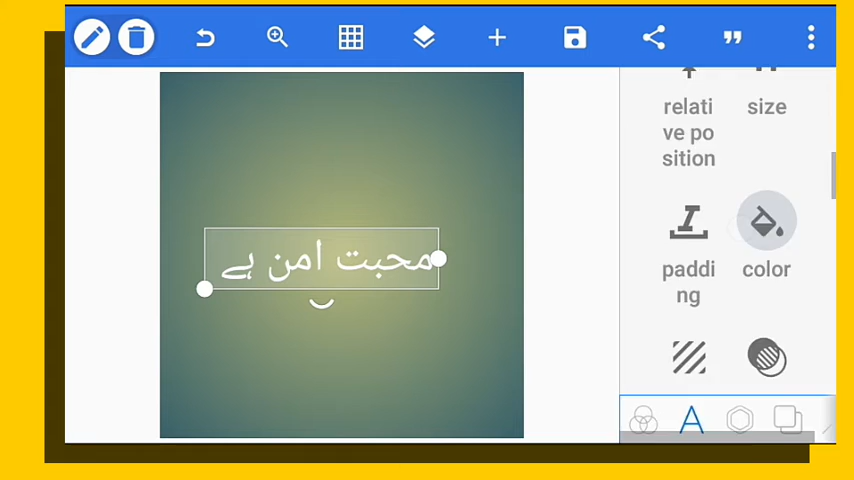 relati
ve po
sition
size
محبت امن ہے
paddi
ng
color